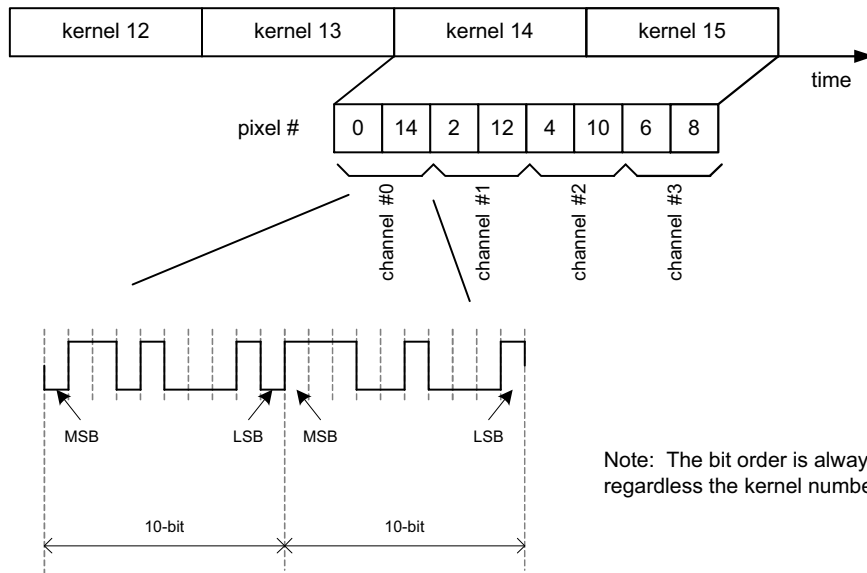 kernel 12 kernel 13 kernel 14 kernel 15
time
pixel # 0 14 2 12 4 10 6 8
channel #0 channel #1 channel #2 channel #3
MSB LSB MSB LSB
Note: The bit order is alway
regardless the kernel numbe
10-bit 10-bit